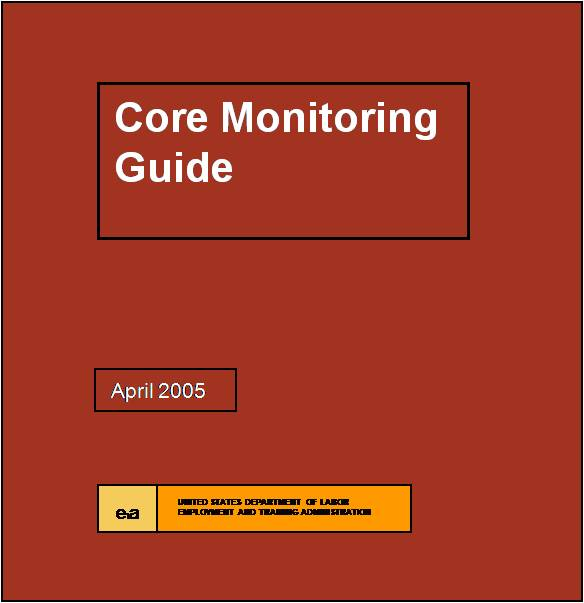 Core Monitoring
Guide
April 2005
eta
UNITED STATES DEPARTMENT OF LABOR
EMPLOYMENT AND TRAINING ADMINISTRATION